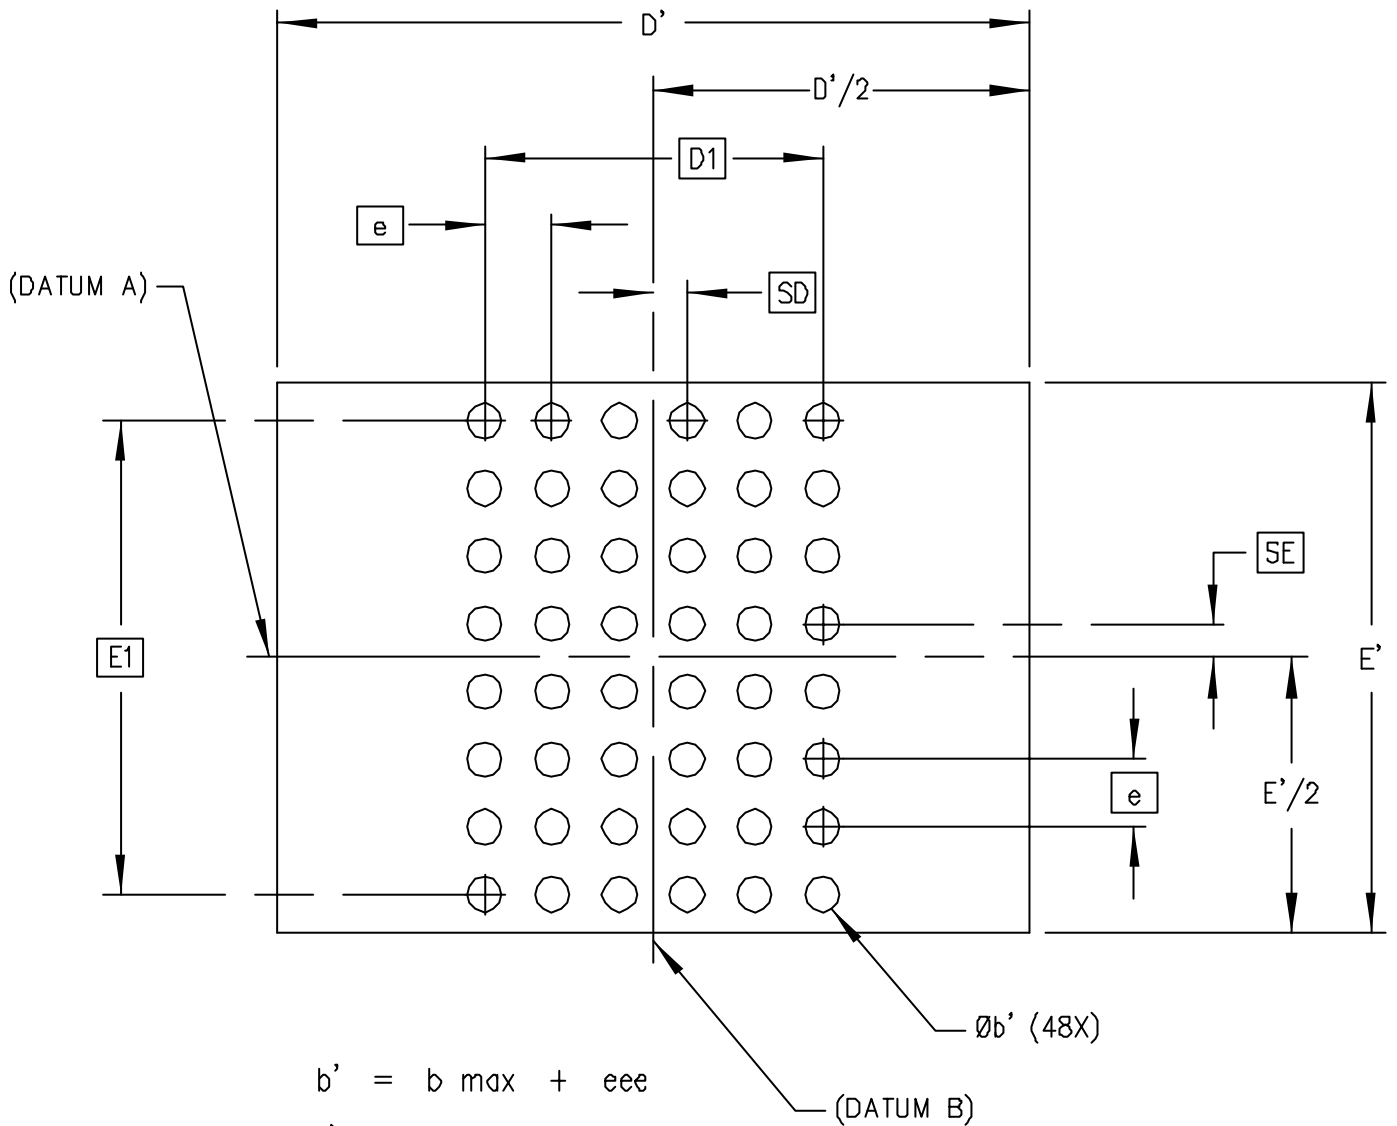 D'
D'/2
D1
e
(DATUM A)
SD
SE
E1
E'
e
E'/2
Øb' (48X)
b' = b max + eee
(DATUM B)